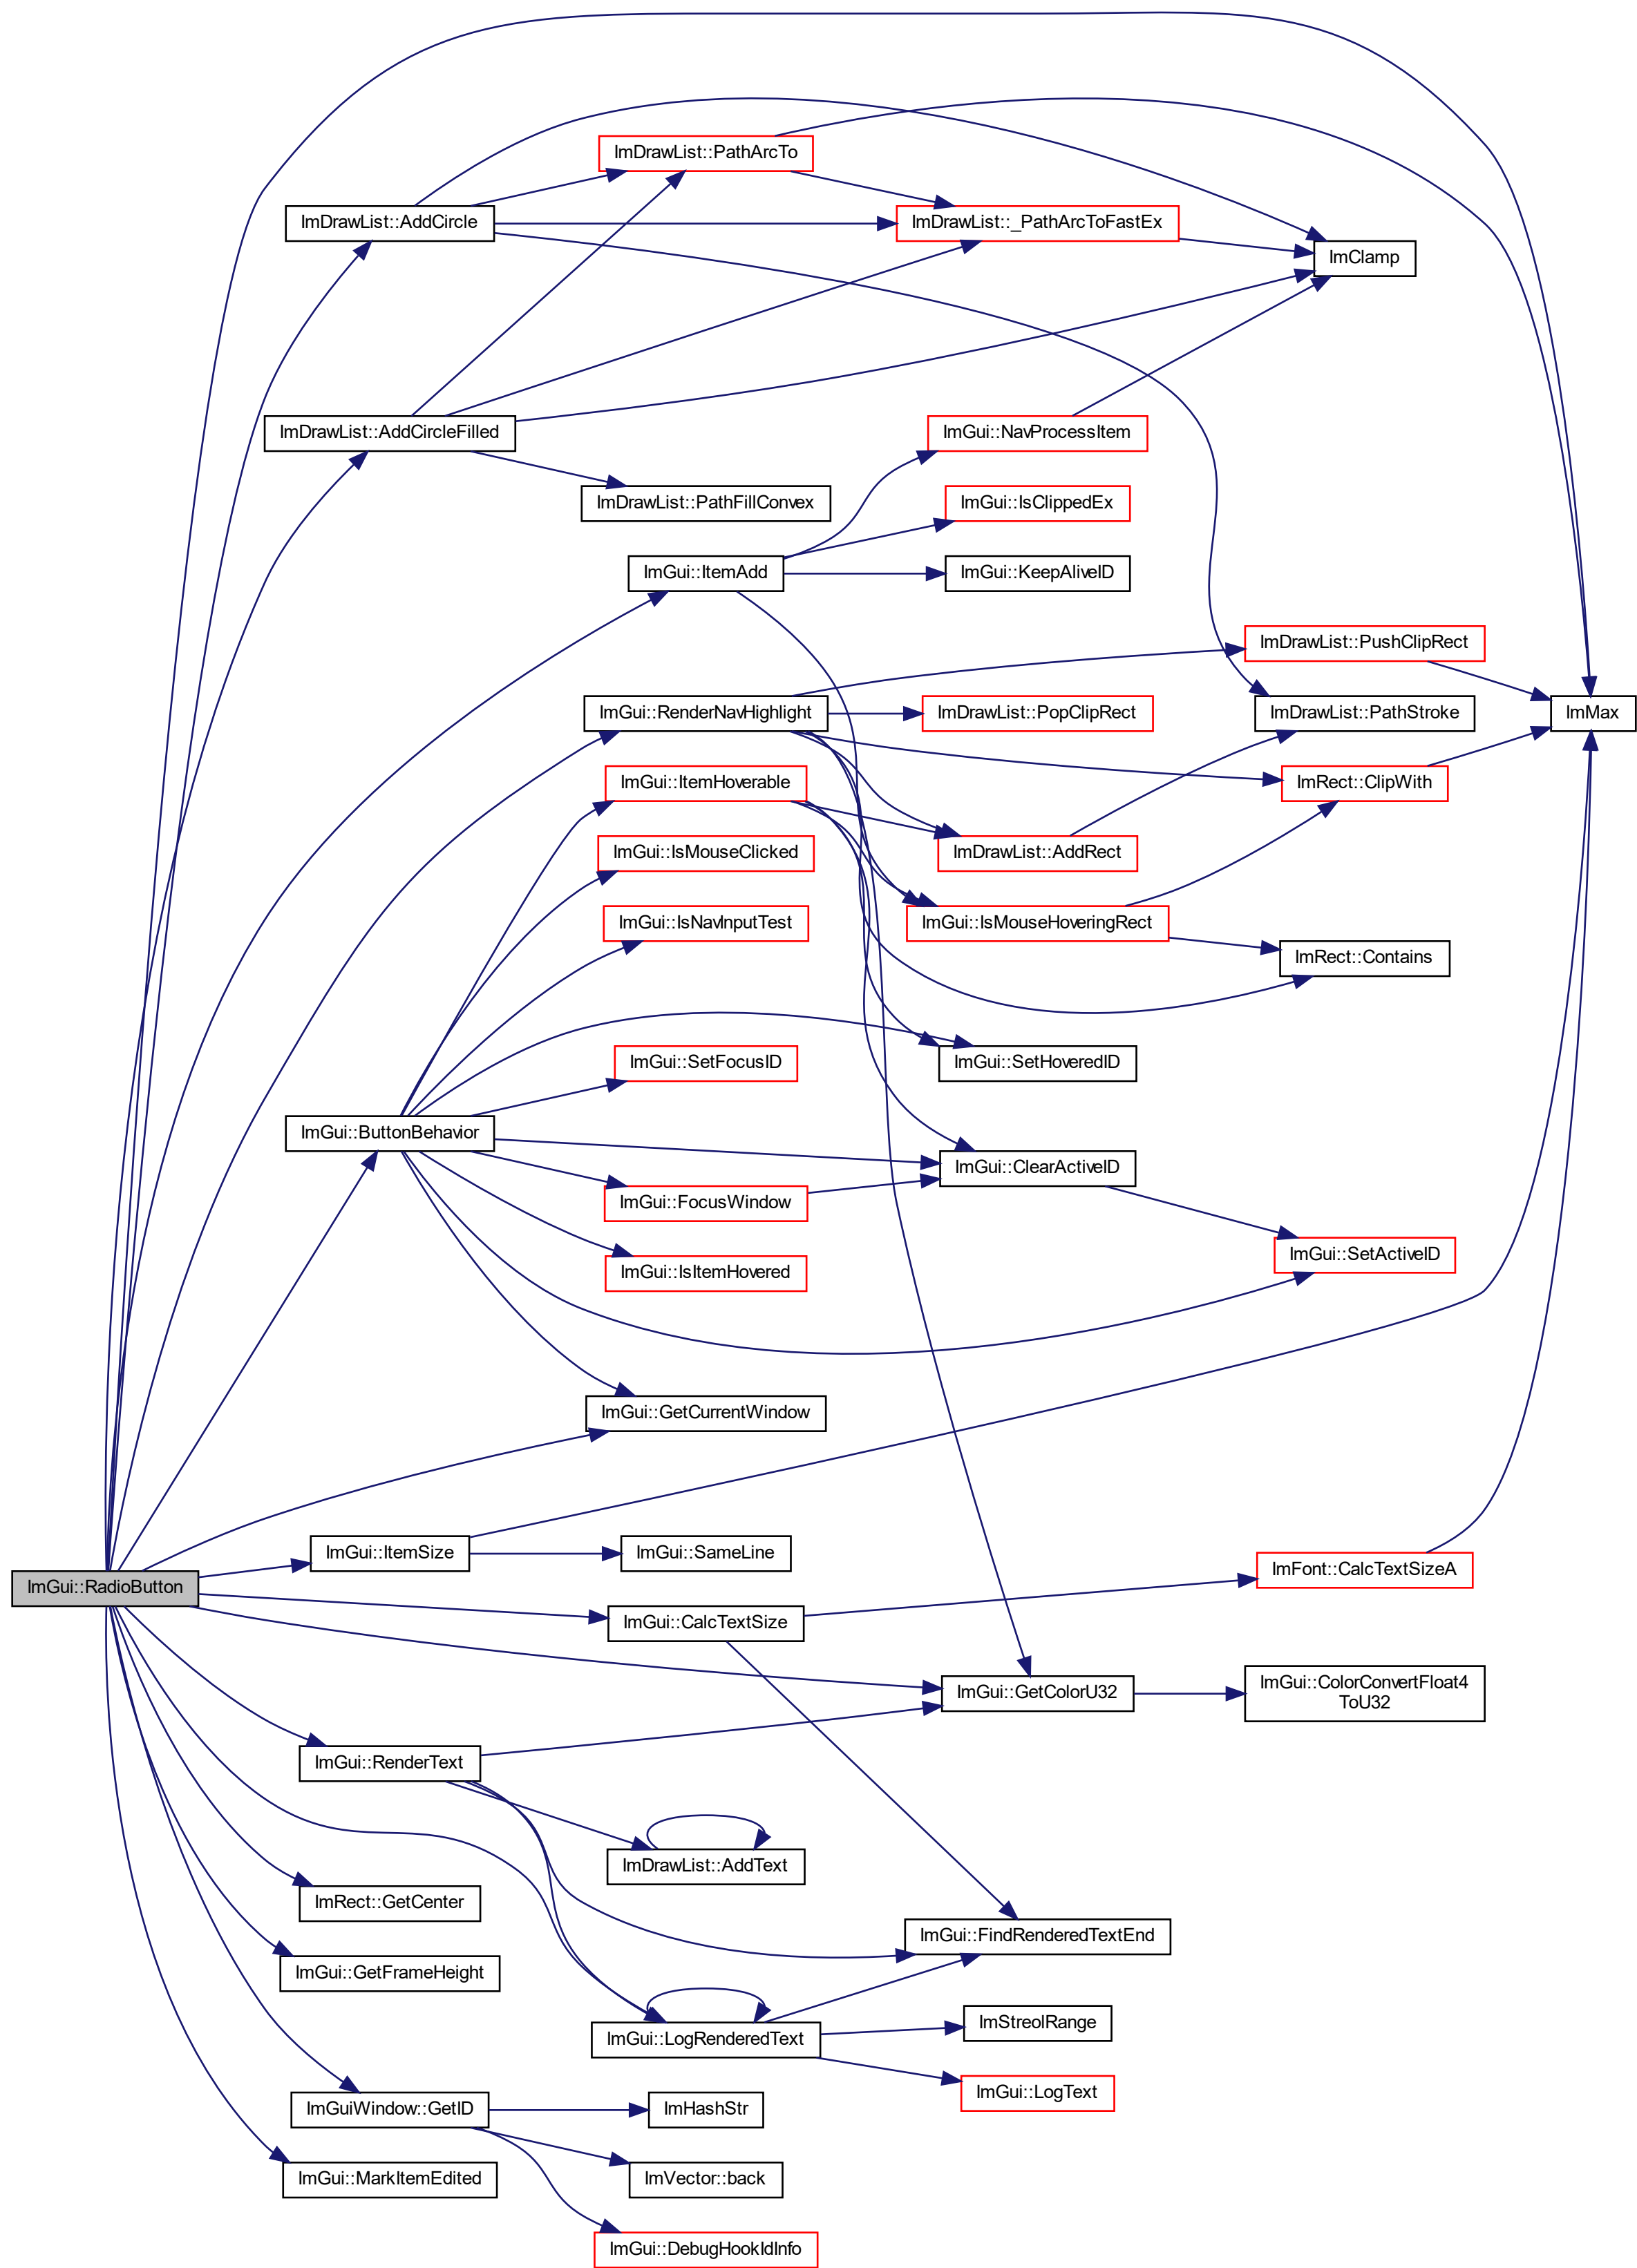 ImDrawList::PathArcTo
ImDrawList::AddCircle
ImDrawList::_PathArcToFastEx
ImClamp
ImDrawList::AddCircleFilled
ImGui::NavProcessItem
ImDrawList::PathFillConvex
ImGui::IsClippedEx
ImGui::ItemAdd
ImGui::KeepAliveID
ImDrawList::PushClipRect
ImGui::RenderNavHighlight
ImDrawList::PopClipRect
ImDrawList::PathStroke
ImMax
ImGui::ItemHoverable
ImRect::ClipWith
ImGui::IsMouseClicked
ImDrawList::AddRect
ImGui::IsNavInputTest
ImGui::IsMouseHoveringRect
ImRect::Contains
ImGui::SetFocusID
ImGui::SetHoveredID
ImGui::ButtonBehavior
ImGui::ClearActiveID
ImGui::FocusWindow
ImGui::SetActiveID
ImGui::IsItemHovered
ImGui::GetCurrentWindow
ImGui::ItemSize
ImGui::SameLine
ImFont::CalcTextSizeA
ImGui::RadioButton
ImGui::CalcTextSize
ImGui::GetColorU32
ImGui::ColorConvertFloat4
ToU32
ImGui::RenderText
ImDrawList::AddText
ImRect::GetCenter
ImGui::FindRenderedTextEnd
ImGui::GetFrameHeight
ImStreolRange
ImGui::LogRenderedText
ImGui::LogText
ImGuiWindow::GetID
ImHashStr
ImGui::MarkItemEdited
ImVector::back
ImGui::DebugHookIdInfo